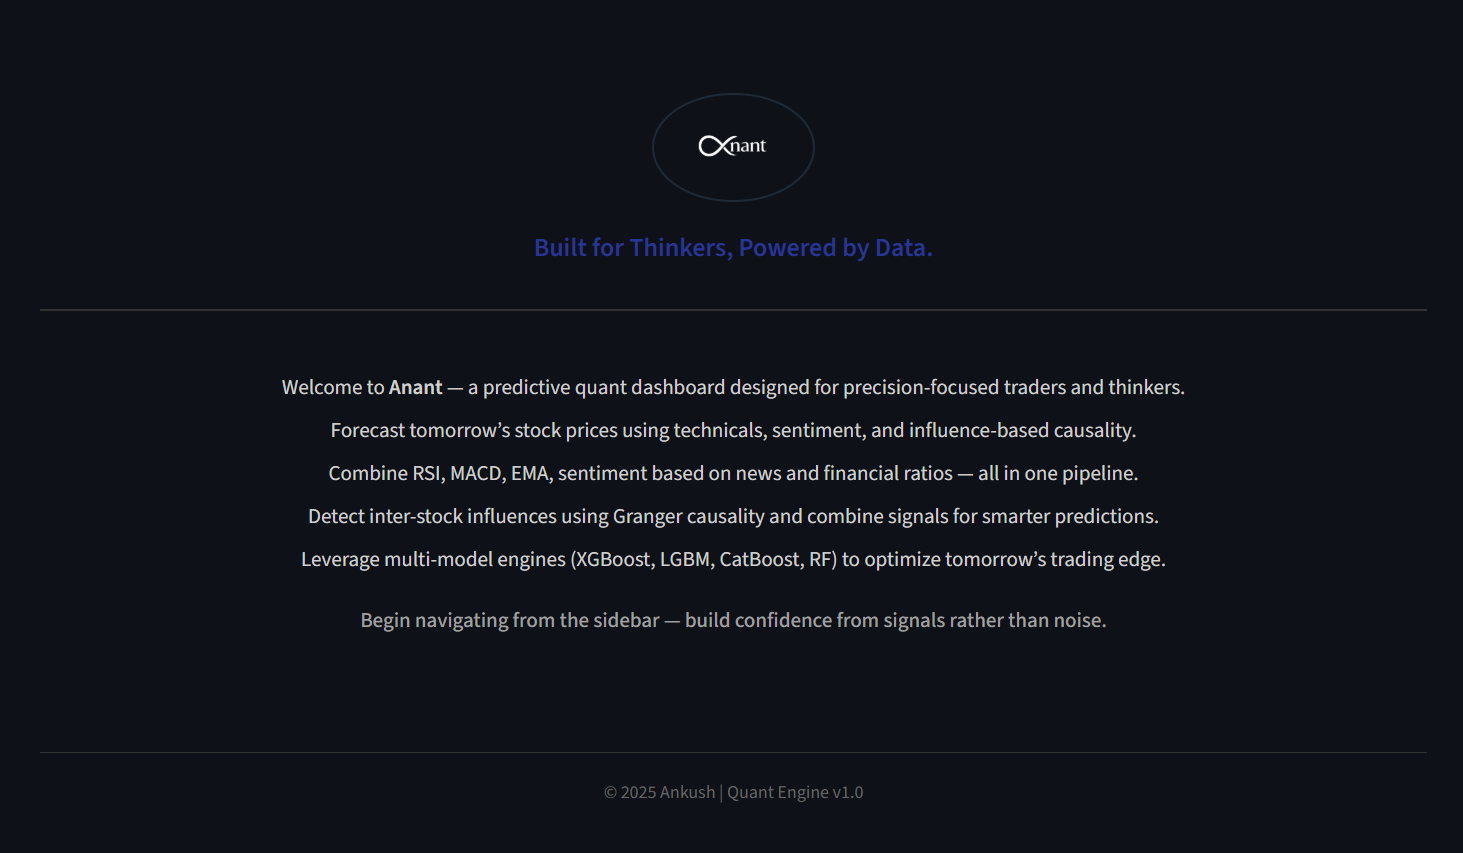 ∝nant
Built for Thinkers, Powered by Data.
Welcome to Anant — a predictive quant dashboard designed for precision-focused traders and thinkers.
Forecast tomorrow’s stock prices using technicals, sentiment, and influence-based causality.
Combine RSI, MACD, EMA, sentiment based on news and financial ratios — all in one pipeline.
Detect inter-stock influences using Granger causality and combine signals for smarter predictions.
Leverage multi-model engines (XGBoost, LGBM, CatBoost, RF) to optimize tomorrow’s trading edge.
Begin navigating from the sidebar — build confidence from signals rather than noise.
© 2025 Ankush | Quant Engine v1.0